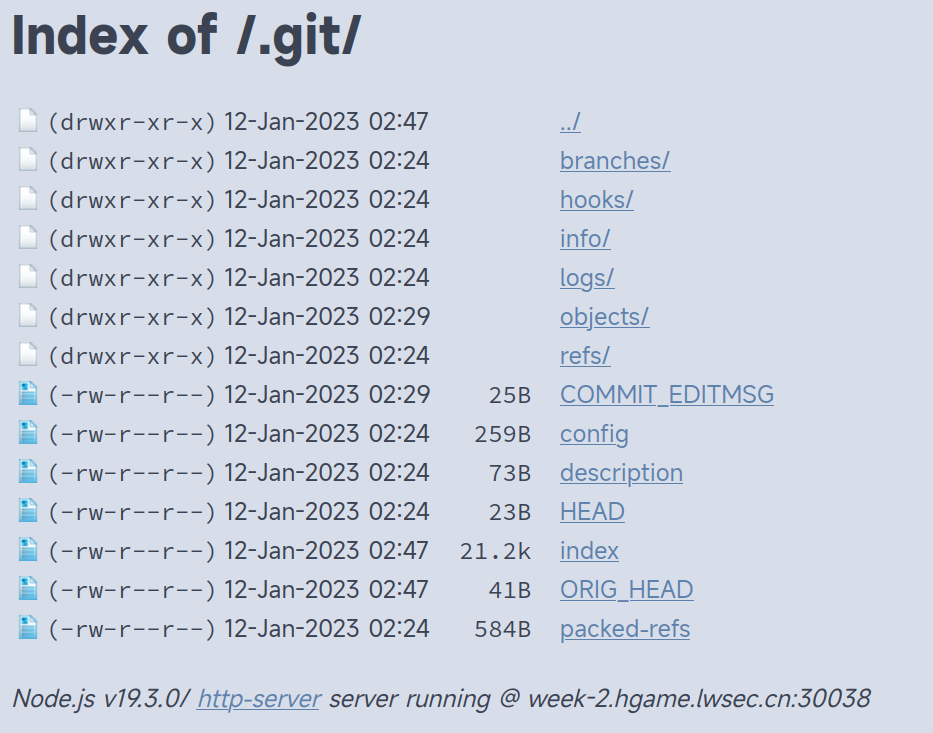 Index of /.git/
(drwxr-xr-x) 12-Jan-2023 02:47 ../
(drwxr-xr-x) 12-Jan-2023 02:24 branches/
(drwxr-xr-x) 12-Jan-2023 02:24 hooks/
(drwxr-xr-x) 12-Jan-2023 02:24 info/
(drwxr-xr-x) 12-Jan-2023 02:24 logs/
(drwxr-xr-x) 12-Jan-2023 02:29 objects/
(drwxr-xr-x) 12-Jan-2023 02:24 refs/
(-rw-r--r--) 12-Jan-2023 02:29 25B COMMIT_EDITMSG
(-rw-r--r--) 12-Jan-2023 02:24 259B config
(-rw-r--r--) 12-Jan-2023 02:24 73B description
(-rw-r--r--) 12-Jan-2023 02:24 23B HEAD
(-rw-r--r--) 12-Jan-2023 02:47 21.2k index
(-rw-r--r--) 12-Jan-2023 02:47 41B ORIG_HEAD
(-rw-r--r--) 12-Jan-2023 02:24 584B packed-refs
Node.js v19.3.0/ http-server server running @ week-2.hgame.lwsec.cn:30038